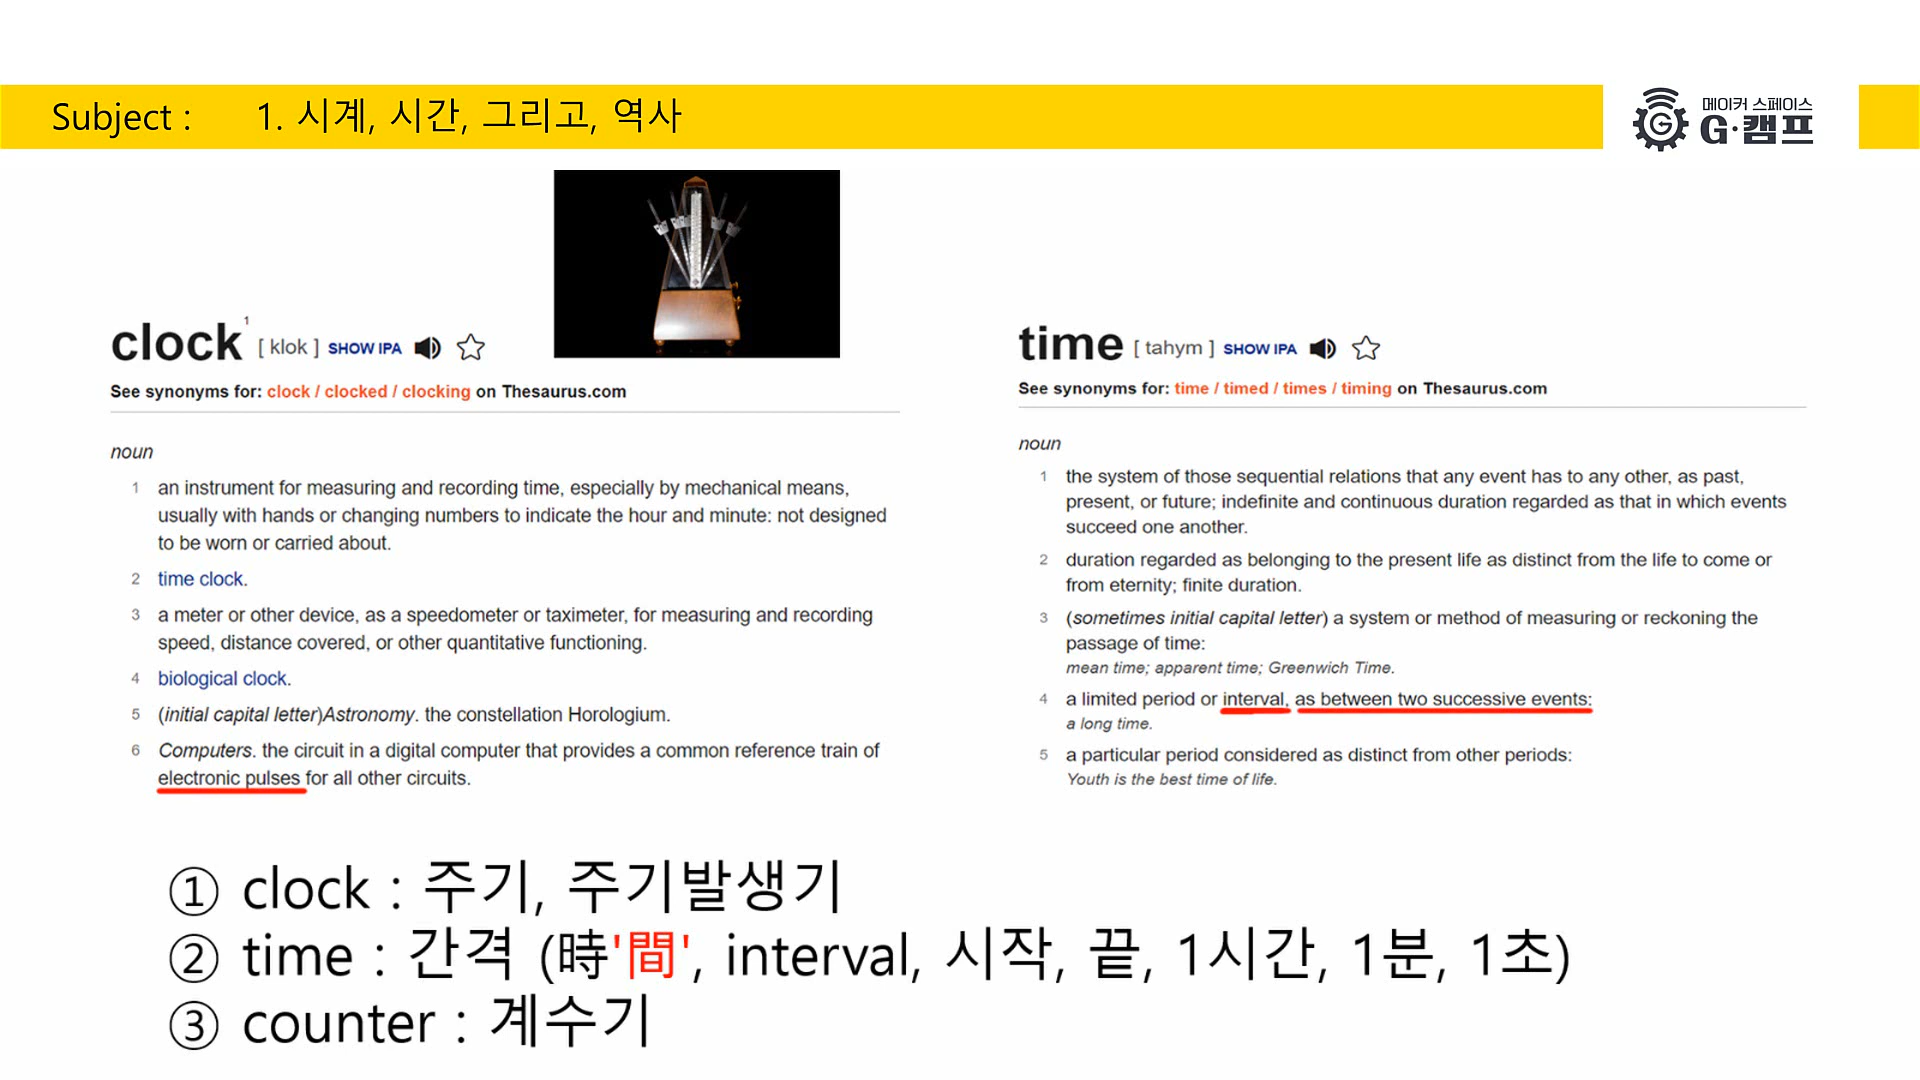 Subject : 1. 시계, 시간, 그리고, 역사
메이커 스페이스
G·캠프
clock1 [ klok ] SHOW IPA
See synonyms for: clock / clocked / clocking on Thesaurus.com
noun
1 an instrument for measuring and recording time, especially by mechanical means,
usually with hands or changing numbers to indicate the hour and minute: not designed
to be worn or carried about.
2 time clock.
3 a meter or other device, as a speedometer or taximeter, for measuring and recording
speed, distance covered, or other quantitative functioning.
4 biological clock.
5 (initial capital letter)Astronomy. the constellation Horologium.
6 Computers. the circuit in a digital computer that provides a common reference train of
electronic pulses for all other circuits.
time [ tahym ] SHOW IPA
See synonyms for: time / timed / times / timing on Thesaurus.com
noun
1 the system of those sequential relations that any event has to any other, as past,
present, or future; indefinite and continuous duration regarded as that in which events
succeed one another.
2 duration regarded as belonging to the present life as distinct from the life to come or
from eternity; finite duration.
3 (sometimes initial capital letter) a system or method of measuring or reckoning the
passage of time:
mean time; apparent time; Greenwich Time.
4 a limited period or interval, as between two successive events:
a long time.
5 a particular period considered as distinct from other periods:
Youth is the best time of life.
① clock : 주기, 주기발생기
② time : 간격 (時'間', interval, 시작, 끝, 1시간, 1분, 1초)
③ counter : 계수기